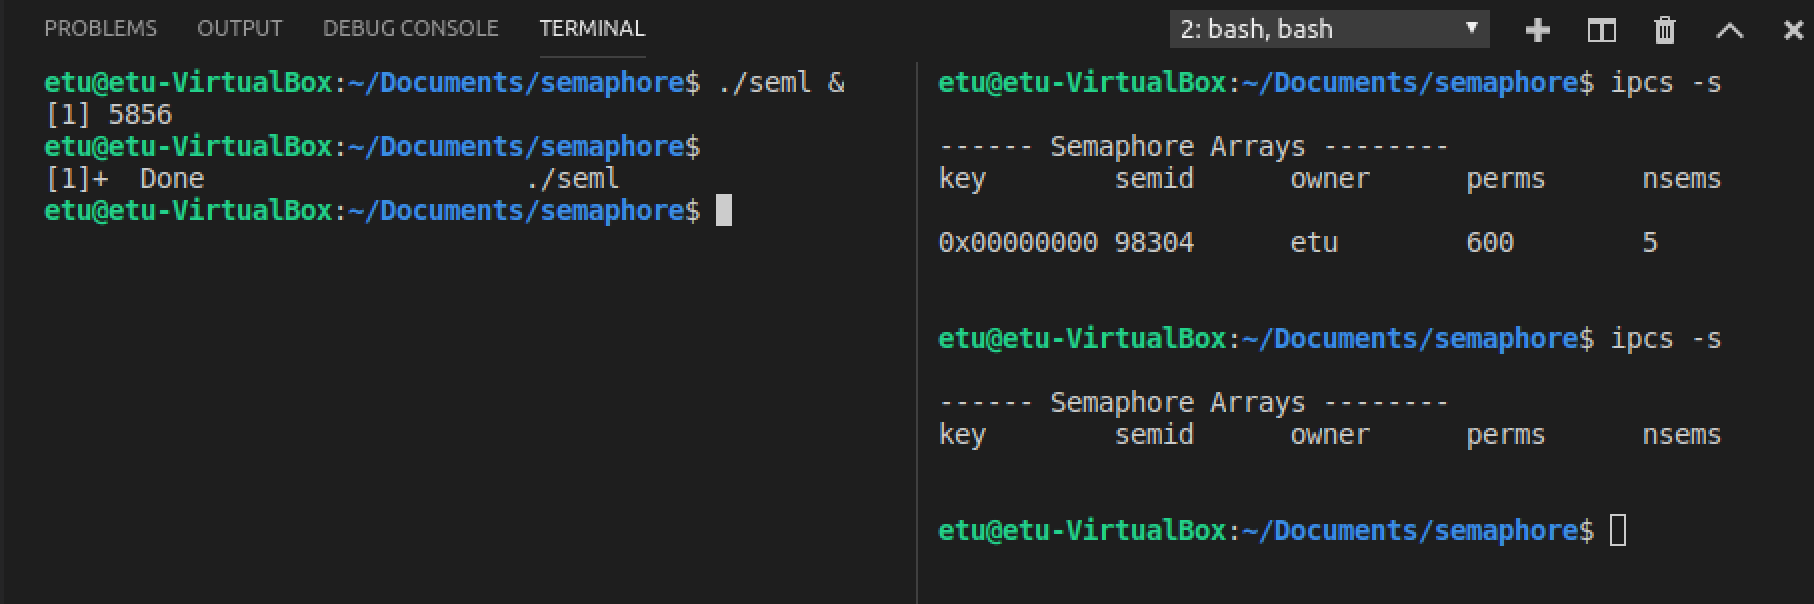 PROBLEMS OUTPUT DEBUG CONSOLE TERMINAL 2: bash, bash
etu@etu-VirtualBox:~/Documents/semaphore$ ./seml &
[1] 5856
etu@etu-VirtualBox:~/Documents/semaphore$
[1]+  Done                    ./seml
etu@etu-VirtualBox:~/Documents/semaphore$
etu@etu-VirtualBox:~/Documents/semaphore$ ipcs -s
------ Semaphore Arrays --------
key        semid      owner      perms      nsems
0x00000000 98304      etu        600        5
etu@etu-VirtualBox:~/Documents/semaphore$ ipcs -s
------ Semaphore Arrays --------
key        semid      owner      perms      nsems
etu@etu-VirtualBox:~/Documents/semaphore$